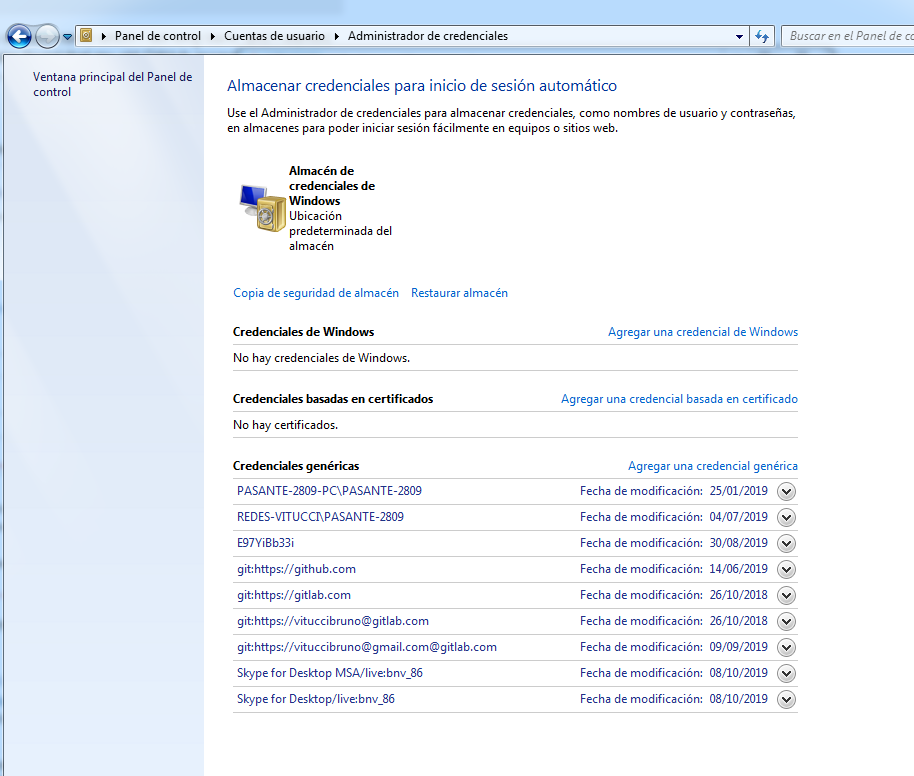 Panel de control ▸ Cuentas de usuario ▸ Administrador de credenciales
Buscar en el Panel de co
Ventana principal del Panel de
control
Almacenar credenciales para inicio de sesión automático
Use el Administrador de credenciales para almacenar credenciales, como nombres de usuario y contraseñas,
en almacenes para poder iniciar sesión fácilmente en equipos o sitios web.
Almacén de
credenciales de
Windows
Ubicación
predeterminada del
almacén
Copia de seguridad de almacén Restaurar almacén
Credenciales de Windows Agregar una credencial de Windows
No hay credenciales de Windows.
Credenciales basadas en certificados Agregar una credencial basada en certificado
No hay certificados.
Credenciales genéricas Agregar una credencial genérica
PASANTE-2809-PC\PASANTE-2809 Fecha de modificación: 25/01/2019
REDES-VITUCCI\PASANTE-2809 Fecha de modificación: 04/07/2019
E97YiBb33i Fecha de modificación: 30/08/2019
git:https://github.com Fecha de modificación: 14/06/2019
git:https://gitlab.com Fecha de modificación: 26/10/2018
git:https://vituccibruno@gitlab.com Fecha de modificación: 26/10/2018
git:https://vituccibruno@gmail.com@gitlab.com Fecha de modificación: 09/09/2019
Skype for Desktop MSA/live:bnv_86 Fecha de modificación: 08/10/2019
Skype for Desktop/live:bnv_86 Fecha de modificación: 08/10/2019